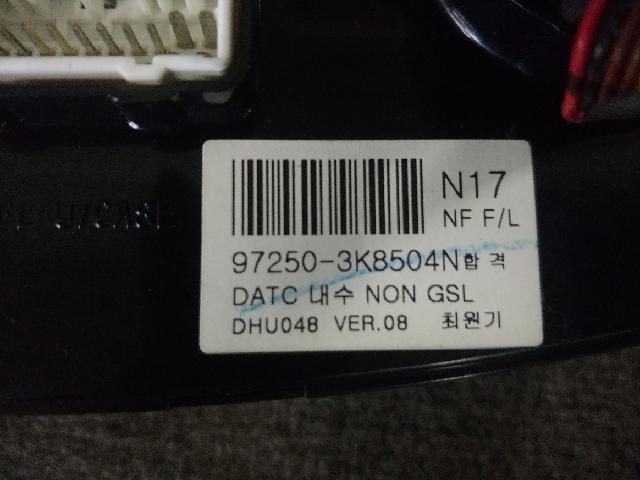 N17
NF F/L
97250-3K8504N합격
DATC 내수 NON GSL
DHU048 VER.08 최원기